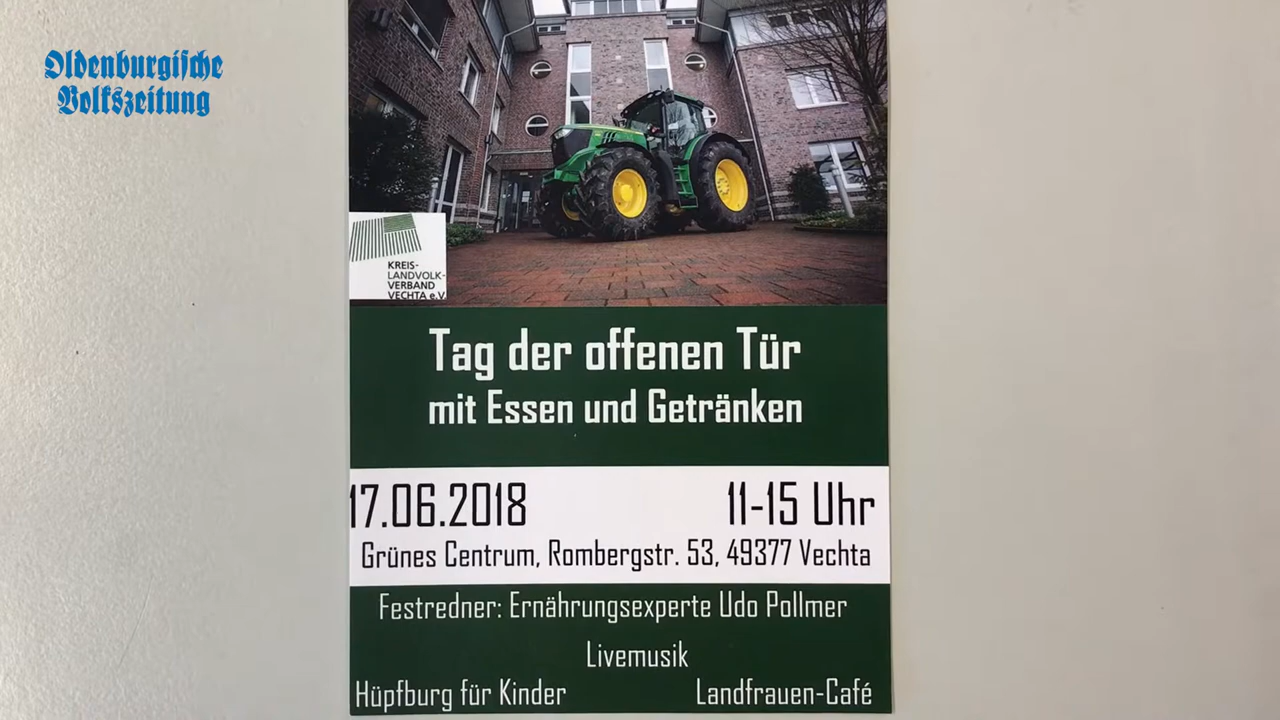 Oldenburgische
Volkszeitung
KREIS-
LANDVOLK-
VERBAND
VECHTA e.V.
Tag der offenen Tür
mit Essen und Getränken
17.06.2018 11-15 Uhr
Grünes Centrum, Rombergstr. 53, 49377 Vechta
Festredner: Ernährungsexperte Udo Pollmer
Livemusik
Hüpfburg für Kinder Landfrauen-Café